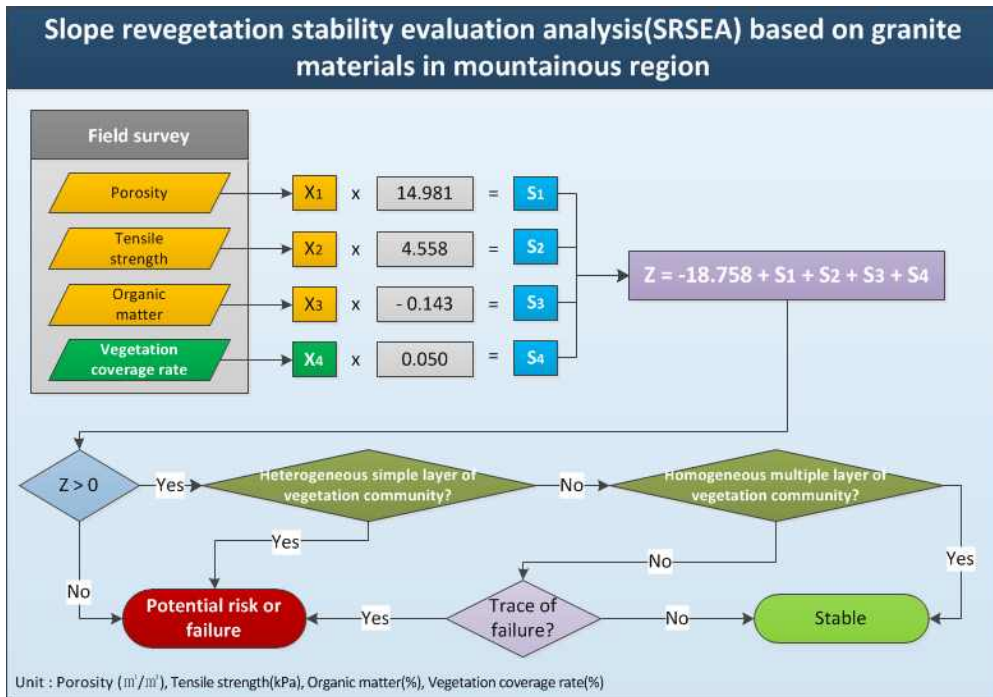 Slope revegetation stability evaluation analysis(SRSEA) based on granite
materials in mountainous region
Field survey
Porosity
X1 x 14.981 = S1
Tensile
strength
X2 x 4.558 = S2
Organic
matter
X3 x - 0.143 = S3
Vegetation
coverage rate
X4 x 0.050 = S4
Z = -18.758 + S1 + S2 + S3 + S4
Z > 0
Yes
Heterogeneous simple layer of
vegetation community?
No
Homogeneous multiple layer of
vegetation community?
Yes
No
Yes
No
Potential risk or
failure
Yes
Trace of
failure?
No
Stable
Unit : Porosity (㎥/㎥), Tensile strength(kPa), Organic matter(%), Vegetation coverage rate(%)